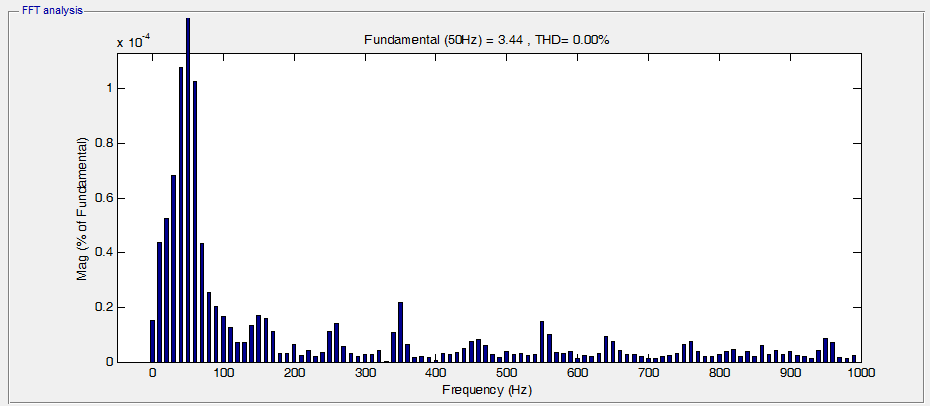 FFT analysis
x 10-4
Fundamental (50Hz) = 3.44 , THD= 0.00%
1
0.8
0.6
0.4
0.2
0
Mag (% of Fundamental)
0 100 200 300 400 500 600 700 800 900 1000
Frequency (Hz)